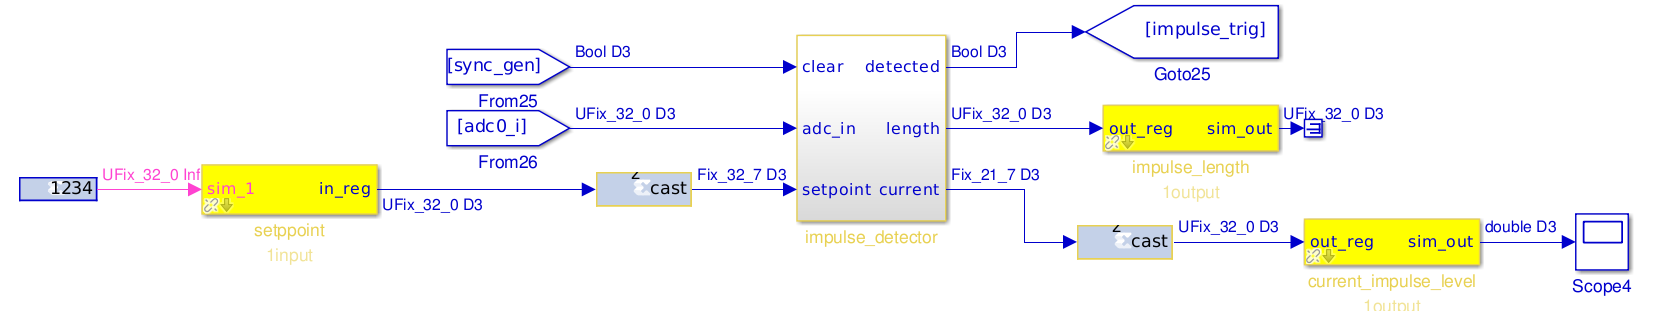 [impulse_trig]
Goto25
Bool D3
Bool D3
[sync_gen]
clear
detected
From25
UFix_32_0 D3
UFix_32_0 D3
UFix_32_0 D3
[adc0_i]
adc_in
length
out_reg
sim_out
From26
impulse_length
1output
UFix_32_0 Inf
1234
sim_1
in_reg
UFix_32_0 D3
z
cast
Fix_32_7 D3
setpoint
current
Fix_21_7 D3
setppoint
1input
impulse_detector
z
cast
UFix_32_0 D3
out_reg
sim_out
double D3
current_impulse_level
1output
Scope4